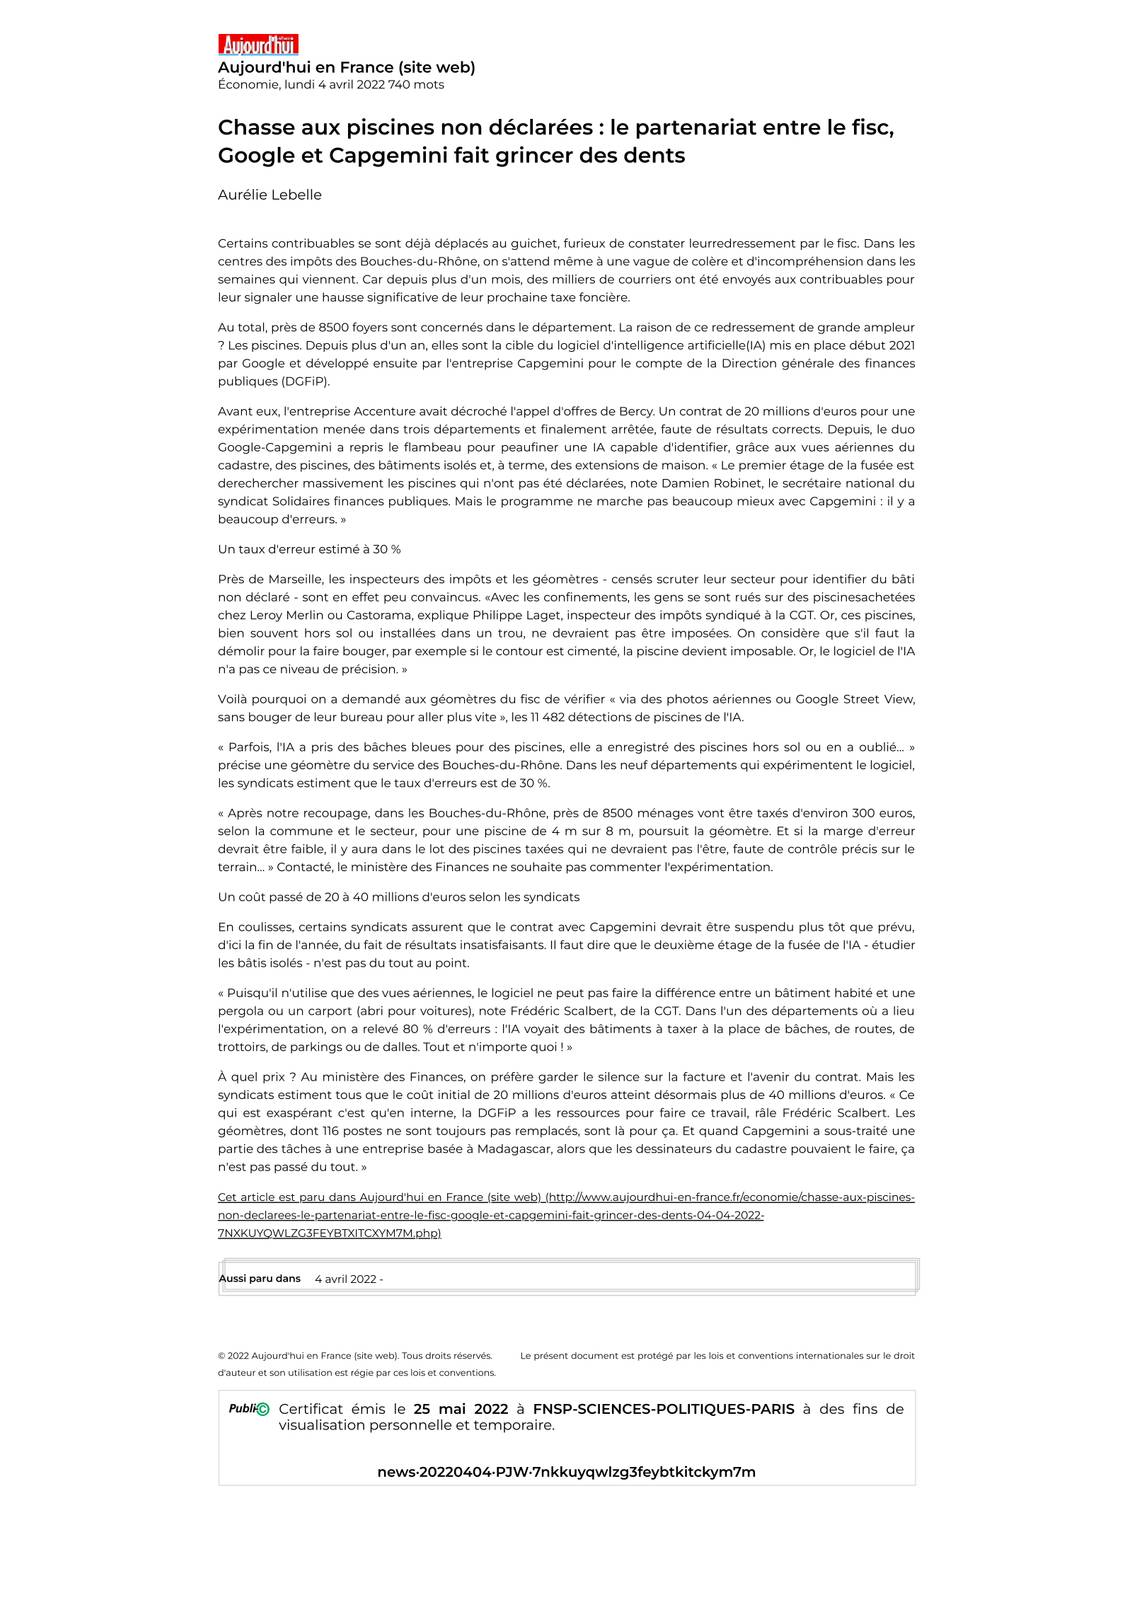 Aujourd'hui
Aujourd'hui en France (site web)
Économie, lundi 4 avril 2022 740 mots
Chasse aux piscines non déclarées : le partenariat entre le fisc,
Google et Capgemini fait grincer des dents
Aurélie Lebelle
Certains contribuables se sont déjà déplacés au guichet, furieux de constater leurredressement par le fisc. Dans les
centres des impôts des Bouches-du-Rhône, on s'attend même à une vague de colère et d'incompréhension dans les
semaines qui viennent. Car depuis plus d'un mois, des milliers de courriers ont été envoyés aux contribuables pour
leur signaler une hausse significative de leur prochaine taxe foncière.
Au total, près de 8500 foyers sont concernés dans le département. La raison de ce redressement de grande ampleur
? Les piscines. Depuis plus d'un an, elles sont la cible du logiciel d'intelligence artificielle(IA) mis en place début 2021
par Google et développé ensuite par l'entreprise Capgemini pour le compte de la Direction générale des finances
publiques (DGFiP).
Avant eux, l'entreprise Accenture avait décroché l'appel d'offres de Bercy. Un contrat de 20 millions d'euros pour une
expérimentation menée dans trois départements et finalement arrêtée, faute de résultats corrects. Depuis, le duo
Google-Capgemini a repris le flambeau pour peaufiner une IA capable d'identifier, grâce aux vues aériennes du
cadastre, des piscines, des bâtiments isolés et, à terme, des extensions de maison. « Le premier étage de la fusée est
derechercher massivement les piscines qui n'ont pas été déclarées, note Damien Robinet, le secrétaire national du
syndicat Solidaires finances publiques. Mais le programme ne marche pas beaucoup mieux avec Capgemini : il y a
beaucoup d'erreurs. »
Un taux d'erreur estimé à 30 %
Près de Marseille, les inspecteurs des impôts et les géomètres - censés scruter leur secteur pour identifier du bâti
non déclaré - sont en effet peu convaincus. «Avec les confinements, les gens se sont rués sur des piscinesachetées
chez Leroy Merlin ou Castorama, explique Philippe Laget, inspecteur des impôts syndiqué à la CGT. Or, ces piscines,
bien souvent hors sol ou installées dans un trou, ne devraient pas être imposées. On considère que s'il faut la
démolir pour la faire bouger, par exemple si le contour est cimenté, la piscine devient imposable. Or, le logiciel de l'IA
n'a pas ce niveau de précision. »
Voilà pourquoi on a demandé aux géomètres du fisc de vérifier « via des photos aériennes ou Google Street View,
sans bouger de leur bureau pour aller plus vite », les 11 482 détections de piscines de l'IA.
« Parfois, l'IA a pris des bâches bleues pour des piscines, elle a enregistré des piscines hors sol ou en a oublié... »
précise une géomètre du service des Bouches-du-Rhône. Dans les neuf départements qui expérimentent le logiciel,
les syndicats estiment que le taux d'erreurs est de 30 %.
« Après notre recoupage, dans les Bouches-du-Rhône, près de 8500 ménages vont être taxés d'environ 300 euros,
selon la commune et le secteur, pour une piscine de 4 m sur 8 m, poursuit la géomètre. Et si la marge d'erreur
devrait être faible, il y aura dans le lot des piscines taxées qui ne devraient pas l'être, faute de contrôle précis sur le
terrain... » Contacté, le ministère des Finances ne souhaite pas commenter l'expérimentation.
Un coût passé de 20 à 40 millions d'euros selon les syndicats
En coulisses, certains syndicats assurent que le contrat avec Capgemini devrait être suspendu plus tôt que prévu,
d'ici la fin de l'année, du fait de résultats insatisfaisants. Il faut dire que le deuxième étage de la fusée de l'IA - étudier
les bâtis isolés - n'est pas du tout au point.
« Puisqu'il n'utilise que des vues aériennes, le logiciel ne peut pas faire la différence entre un bâtiment habité et une
pergola ou un carport (abri pour voitures), note Frédéric Scalbert, de la CGT. Dans l'un des départements où a lieu
l'expérimentation, on a relevé 80 % d'erreurs : l'IA voyait des bâtiments à taxer à la place de bâches, de routes, de
trottoirs, de parkings ou de dalles. Tout et n'importe quoi ! »
À quel prix ? Au ministère des Finances, on préfère garder le silence sur la facture et l'avenir du contrat. Mais les
syndicats estiment tous que le coût initial de 20 millions d'euros atteint désormais plus de 40 millions d'euros. « Ce
qui est exaspérant c'est qu'en interne, la DGFiP a les ressources pour faire ce travail, râle Frédéric Scalbert. Les
géomètres, dont 116 postes ne sont toujours pas remplacés, sont là pour ça. Et quand Capgemini a sous-traité une
partie des tâches à une entreprise basée à Madagascar, alors que les dessinateurs du cadastre pouvaient le faire, ça
n'est pas passé du tout. »
Cet article est paru dans Aujourd'hui en France (site web) (http://www.aujourdhui-en-france.fr/economie/chasse-aux-piscines-
non-declarees-le-partenariat-entre-le-fisc-google-et-capgemini-fait-grincer-des-dents-04-04-2022-
7NXKUYQWLZG3FEYBTXITCXYM7M.php)
Aussi paru dans 4 avril 2022 -
© 2022 Aujourd'hui en France (site web). Tous droits réservés. Le présent document est protégé par les lois et conventions internationales sur le droit
d'auteur et son utilisation est régie par ces lois et conventions.
Publi-© Certificat émis le 25 mai 2022 à FNSP-SCIENCES-POLITIQUES-PARIS à des fins de
visualisation personnelle et temporaire.
news·20220404·PJW·7nkkuyqwlzg3feybtkitckym7m